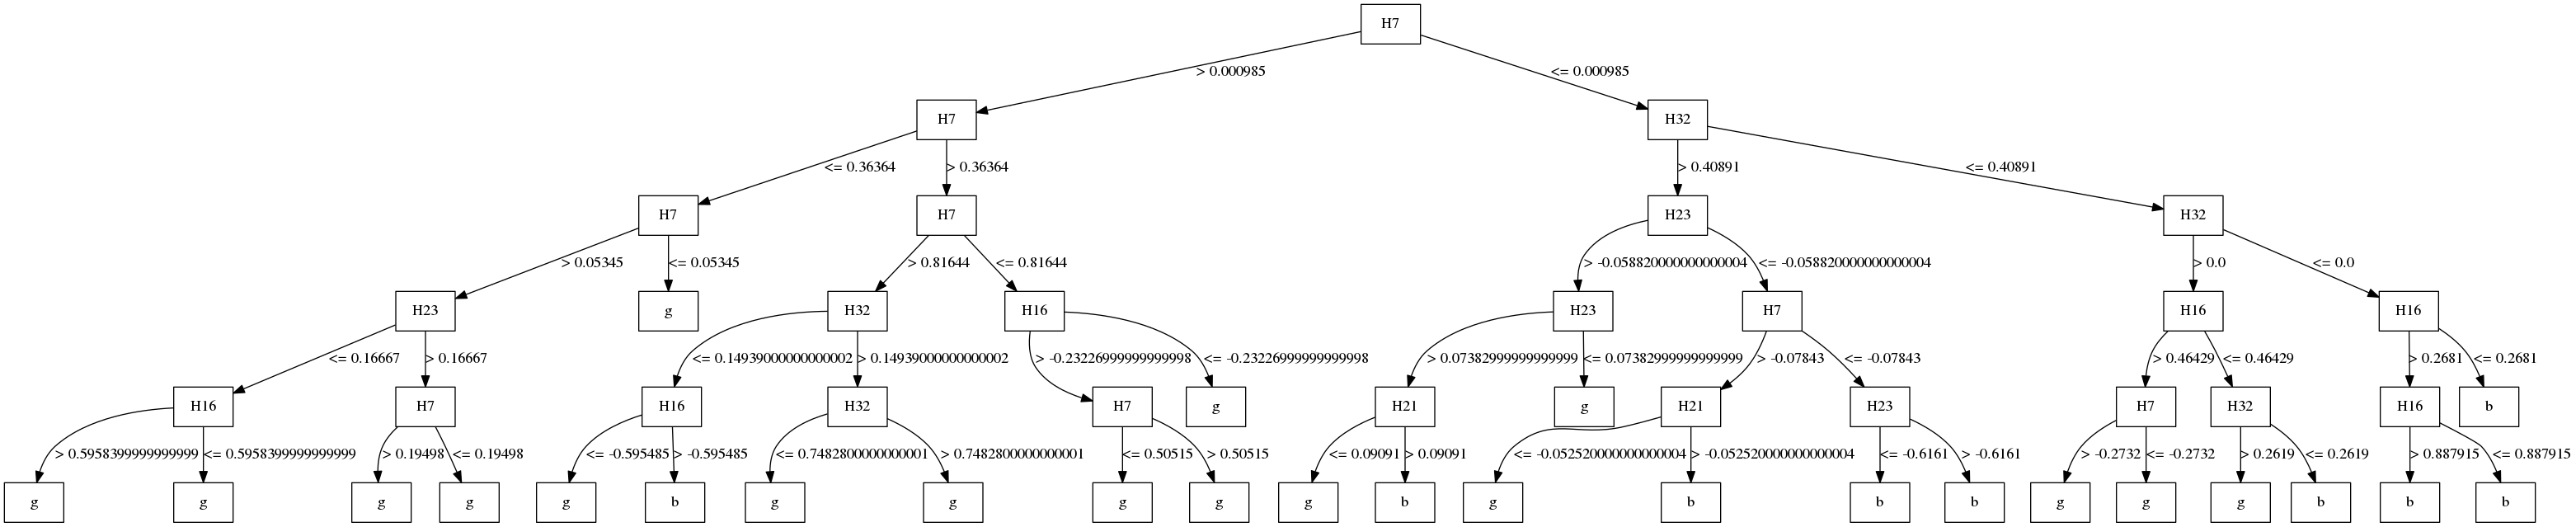 H7
> 0.000985 <= 0.000985
H7 H32
<= 0.36364 > 0.36364 > 0.40891 <= 0.40891
H7 H7 H23 H32
> 0.05345 <= 0.05345 > 0.81644 <= 0.81644 > -0.058820000000000004 <= -0.058820000000000004 > 0.0 <= 0.0
H23 g H32 H16 H23 H7 H16 H16
<= 0.16667 > 0.16667 <= 0.14939000000000002 > 0.14939000000000002 > -0.23226999999999998 <= -0.23226999999999998 > 0.07382999999999999 <= 0.07382999999999999 > -0.07843 <= -0.07843 > 0.46429 <= 0.46429 > 0.2681 <= 0.2681
H16 H7 H16 H32 H7 g H21 g H21 H23 H7 H32 H16 b
> 0.5958399999999999 <= 0.5958399999999999 > 0.19498 <= 0.19498 <= -0.595485 > -0.595485 <= 0.7482800000000001 > 0.7482800000000001 <= 0.50515 > 0.50515 <= 0.09091 > 0.09091 <= -0.052520000000000004 > -0.052520000000000004 <= -0.6161 > -0.6161 > -0.2732 <= -0.2732 > 0.2619 <= 0.2619 > 0.887915 <= 0.887915
g g g g g b g g g g g b g b b b g g g b b b